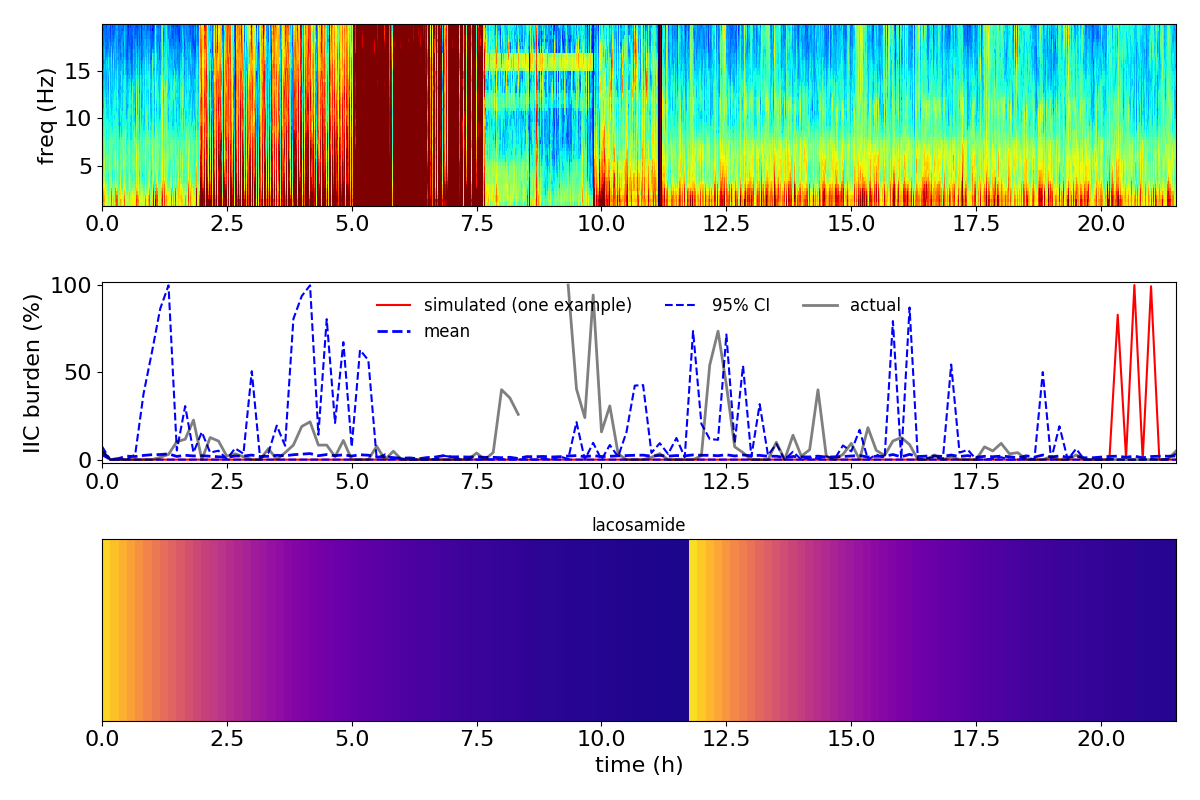 freq (Hz)
15
10
5
0.0 2.5 5.0 7.5 10.0 12.5 15.0 17.5 20.0
IIC burden (%)
100
50
0
simulated (one example) 95% CI actual
mean
0.0 2.5 5.0 7.5 10.0 12.5 15.0 17.5 20.0
lacosamide
0.0 2.5 5.0 7.5 10.0 12.5 15.0 17.5 20.0
time (h)